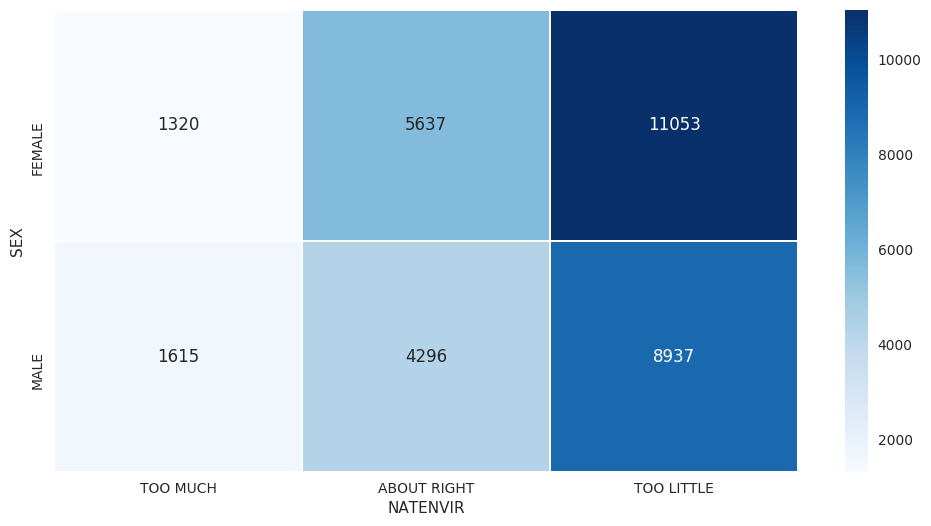 FEMALE
1320 5637 11053
SEX
MALE
1615 4296 8937
TOO MUCH ABOUT RIGHT TOO LITTLE
NATENVIR
10000
8000
6000
4000
2000